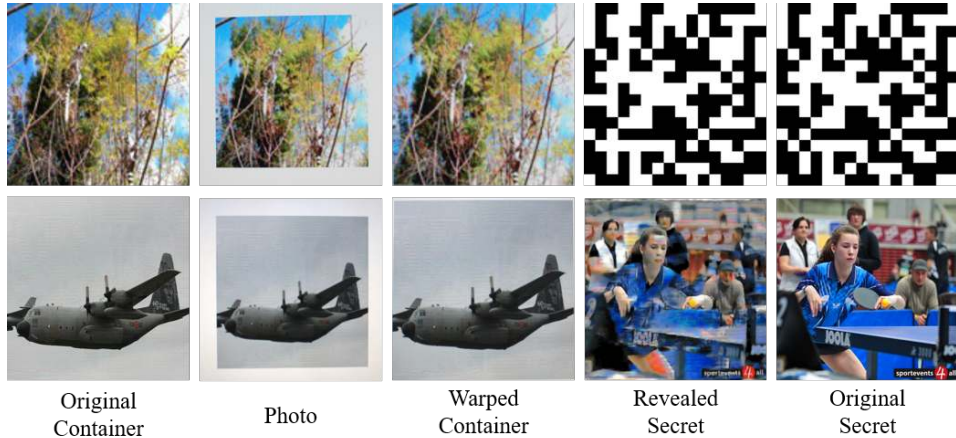 JOOLA
sportevents 4 all
JOOLA
sportevents 4 all
Original
Container
Photo
Warped
Container
Revealed
Secret
Original
Secret